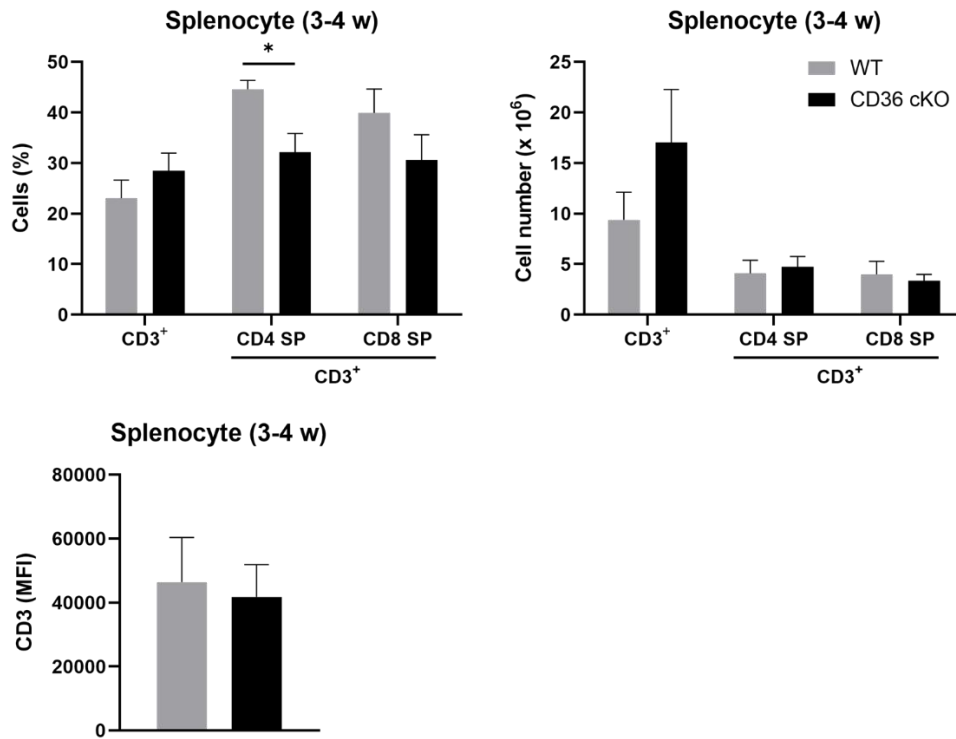 Splenocyte (3-4 w)
*
50
40
30
20
10
0
Cells (%)
CD3⁺
CD4 SP
CD8 SP
CD3⁺
Splenocyte (3-4 w)
WT
CD36 cKO
25
20
15
10
5
0
Cell number (x 10⁶)
CD3⁺
CD4 SP
CD8 SP
CD3⁺
Splenocyte (3-4 w)
80000
60000
40000
20000
0
CD3 (MFI)